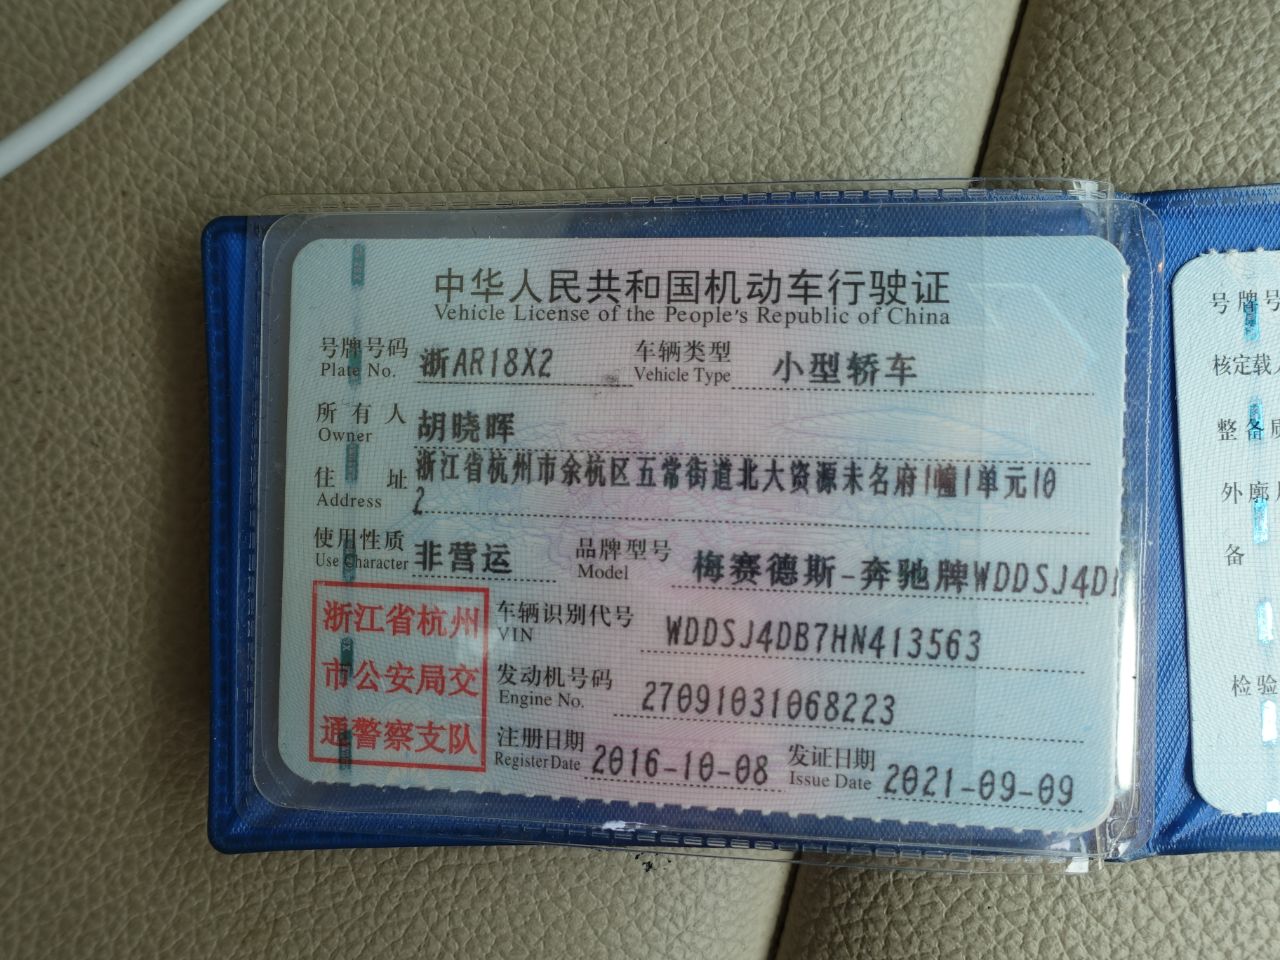 中华人民共和国机动车行驶证
Vehicle License of the People's Republic of China
号牌号码 浙AR18X2 车辆类型 小型轿车
Plate No. Vehicle Type
所有人 胡晓晖
Owner
住址 浙江省杭州市余杭区五常街道北大资源未名府1幢1单元10
Address 2
使用性质 非营运 品牌型号 梅赛德斯-奔驰牌WDDSJ4D
Use Character Model
浙江省杭州
市公安局交
通警察支队
车辆识别代号 WDDSJ4DB7HN413563
VIN
发动机号码 27091031068223
Engine No.
注册日期 2016-10-08 发证日期 2021-09-09
Register Date Issue Date
号牌号
核定载
整备质
外廓
备
检验